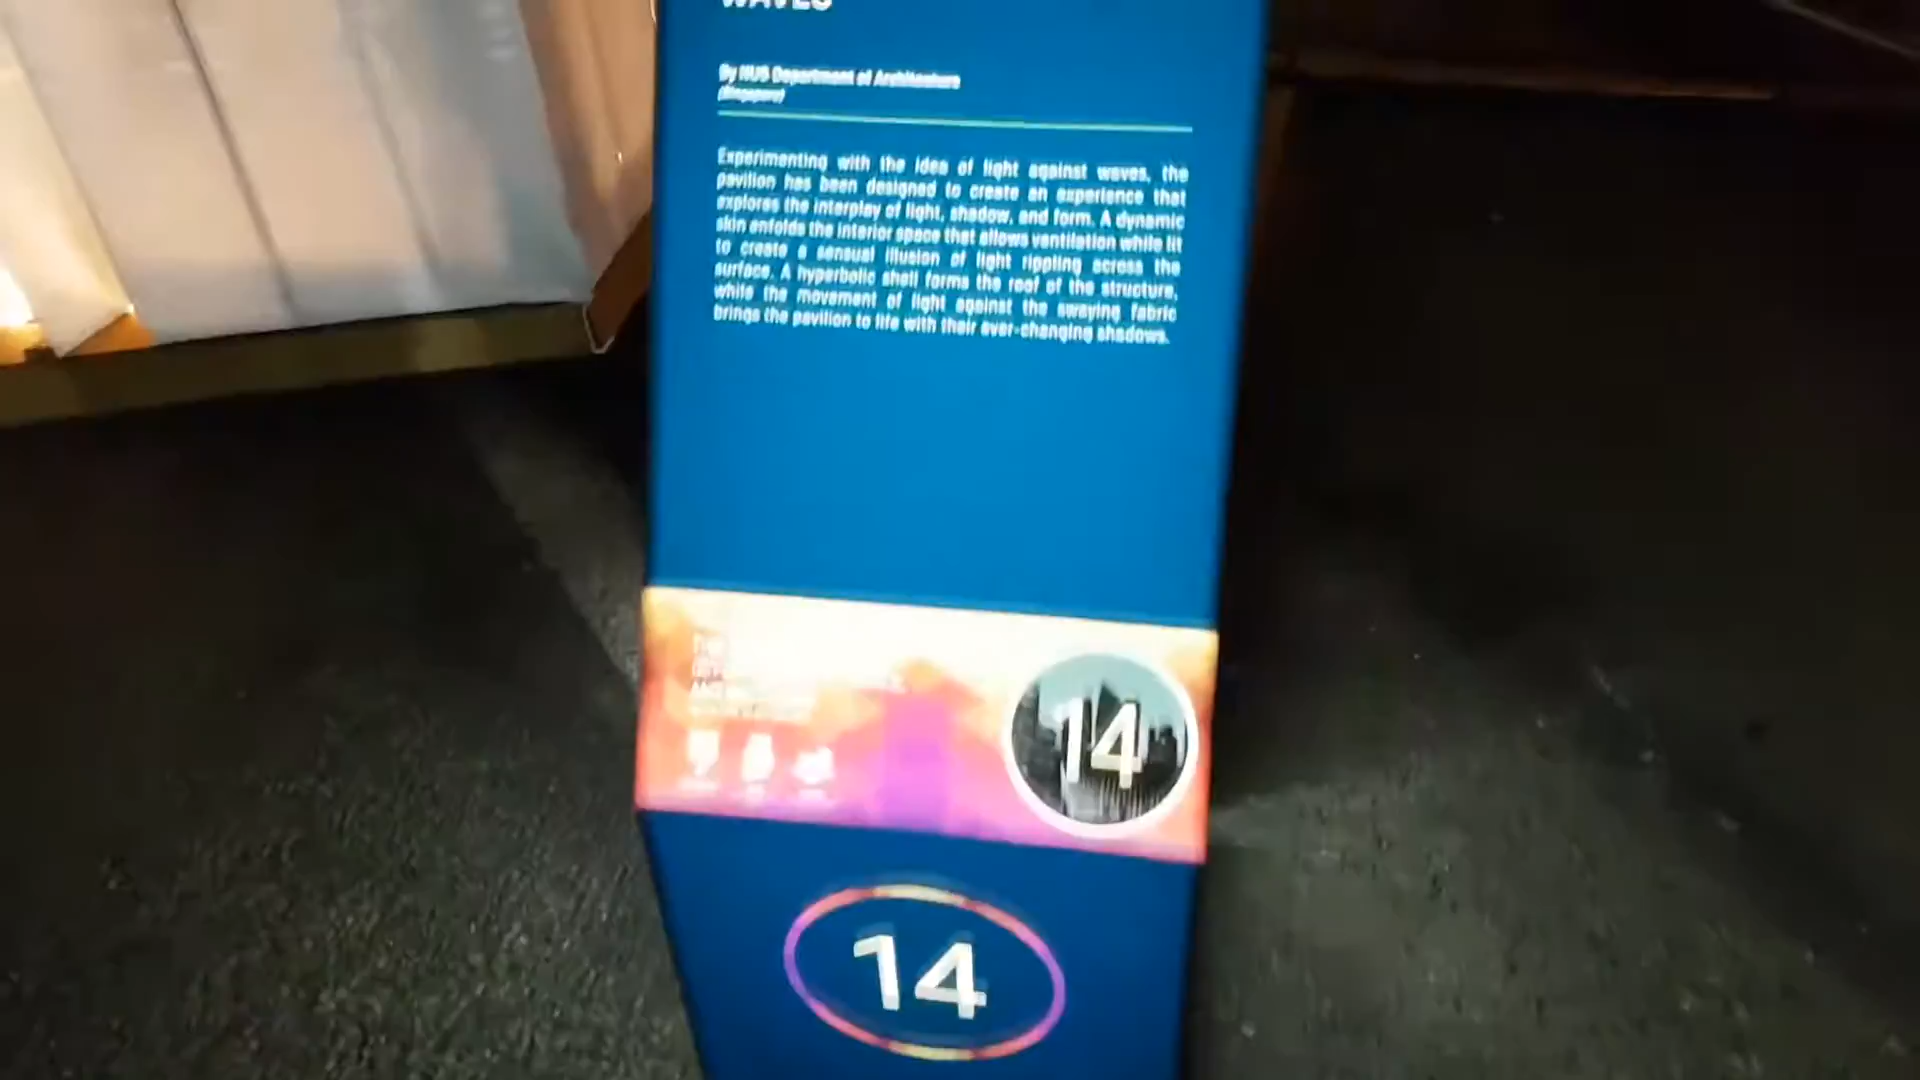 WAVES
By NUS Department of Architecture
(Singapore)
Experimenting with the idea of light against waves, the
pavilion has been designed to create an experience that
explores the interplay of light, shadow, and form. A dynamic
skin enfolds the interior space that allows ventilation while lit
to create a sensual illusion of light rippling across the
surface. A hyperbolic shell forms the roof of the structure,
while the movement of light against the swaying fabric
brings the pavilion to life with their ever-changing shadows.
14
14